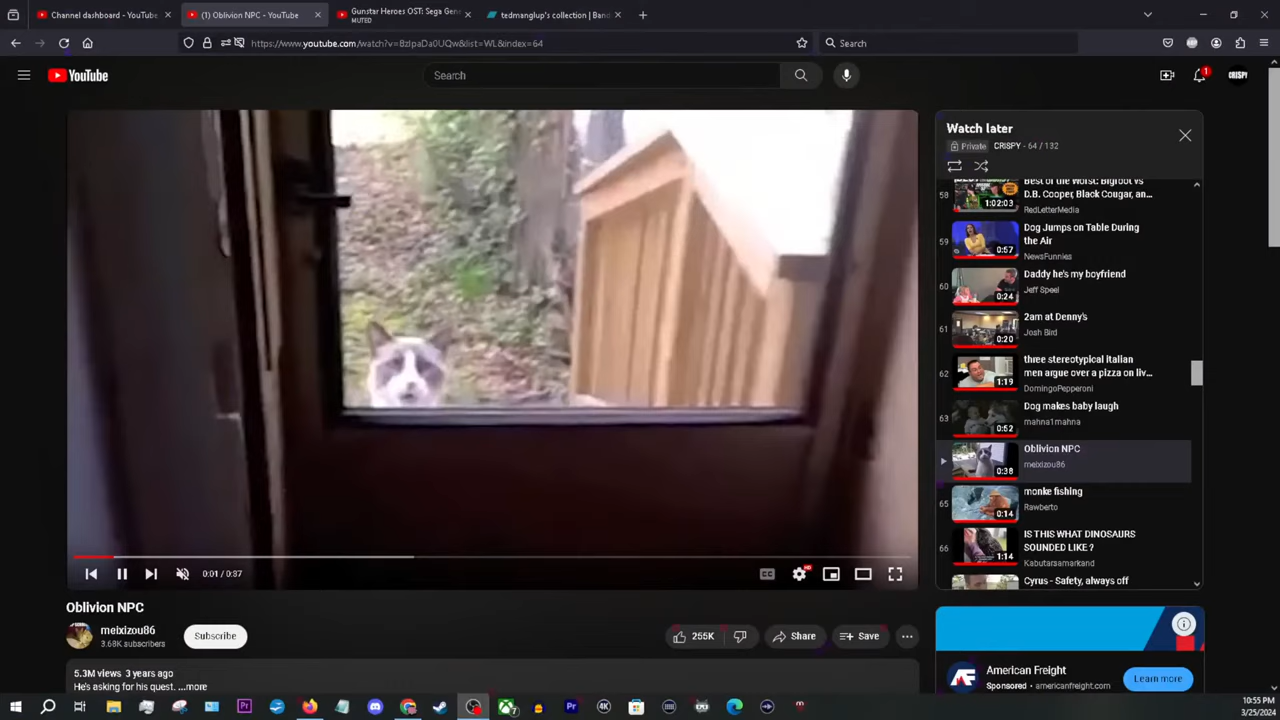 Channel dashboard - YouTube
(1) Oblivion NPC - YouTube
Gunstar Heroes OST: Sega Gen
MUTED
tedmanglup's collection | Band
https://www.youtube.com/watch?v=8zIpaDa0UQw&list=WL&index=64
Search
YouTube
Search
1
CRISPY
Watch later
Private CRISPY - 64 / 132
58
Best of the Worst: Bigfoot vs
D.B. Cooper, Black Cougar, an...
1:02:03
RedLetterMedia
59
Dog Jumps on Table During
the Air
0:57
NewsFunnies
60
Daddy he's my boyfriend
Jeff Speel
0:24
61
2am at Denny's
Josh Bird
0:20
62
three stereotypical italian
men argue over a pizza on liv...
1:19
DomingoPepperoni
63
Dog makes baby laugh
mahna1mahna
0:52
Oblivion NPC
meixizou86
0:38
65
monke fishing
Rawberto
0:14
66
IS THIS WHAT DINOSAURS
SOUNDED LIKE ?
1:14
Kabutarsamarkand
Cyrus - Safety, always off
0:01 / 0:37
CC
HD
Oblivion NPC
meixizou86
3.68K subscribers
Subscribe
255K
Share
Save
5.3M views 3 years ago
He's asking for his quest. ...more
American Freight
Sponsored · americanfreight.com
Learn more
10:55 PM
3/25/2024